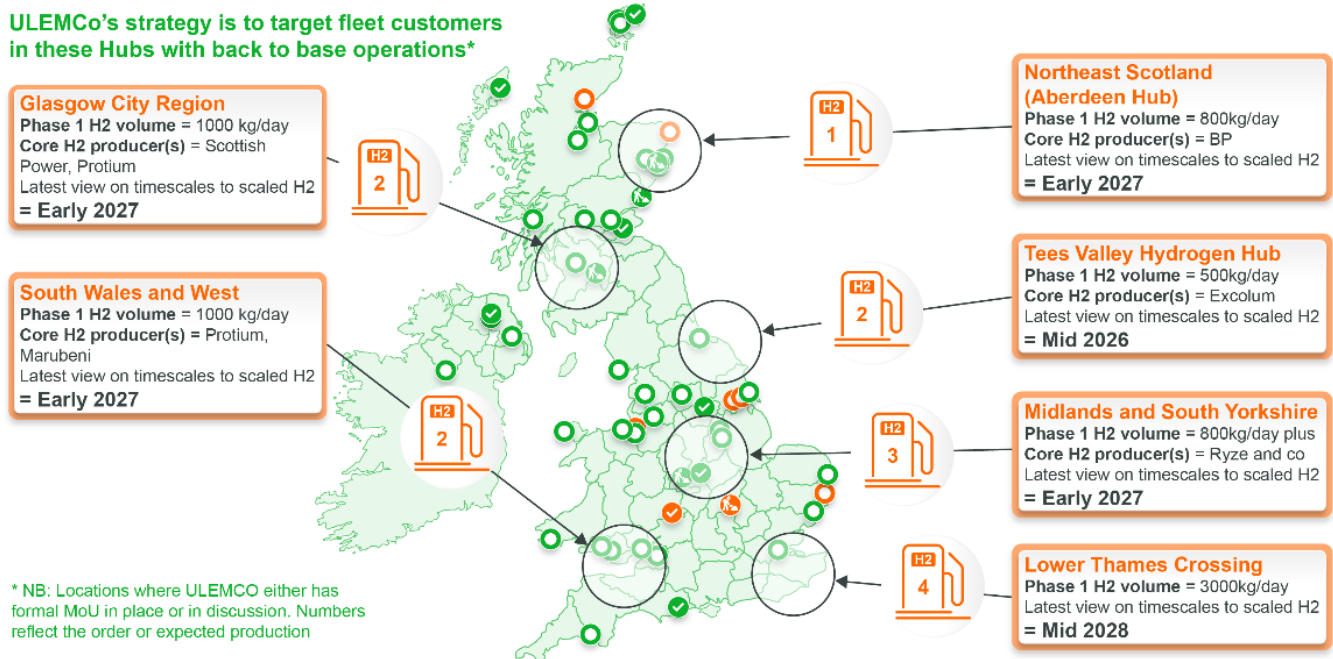 ULEMCo's strategy is to target fleet customers
in these Hubs with back to base operations*
Glasgow City Region
Phase 1 H2 volume = 1000 kg/day
Core H2 producer(s) = Scottish
Power, Protium
Latest view on timescales to scaled H2
= Early 2027
H2
2
South Wales and West
Phase 1 H2 volume = 1000 kg/day
Core H2 producer(s) = Protium,
Marubeni
Latest view on timescales to scaled H2
= Early 2027
H2
2
* NB: Locations where ULEMCO either has
formal MoU in place or in discussion. Numbers
reflect the order or expected production
H2
1
Northeast Scotland
(Aberdeen Hub)
Phase 1 H2 volume = 800kg/day
Core H2 producer(s) = BP
Latest view on timescales to scaled H2
= Early 2027
H2
2
Tees Valley Hydrogen Hub
Phase 1 H2 volume = 500kg/day
Core H2 producer(s) = Excolum
Latest view on timescales to scaled H2
= Mid 2026
H2
3
Midlands and South Yorkshire
Phase 1 H2 volume = 800kg/day plus
Core H2 producer(s) = Ryze and co
Latest view on timescales to scaled H2
= Early 2027
H2
4
Lower Thames Crossing
Phase 1 H2 volume = 3000kg/day
Latest view on timescales to scaled H2
= Mid 2028